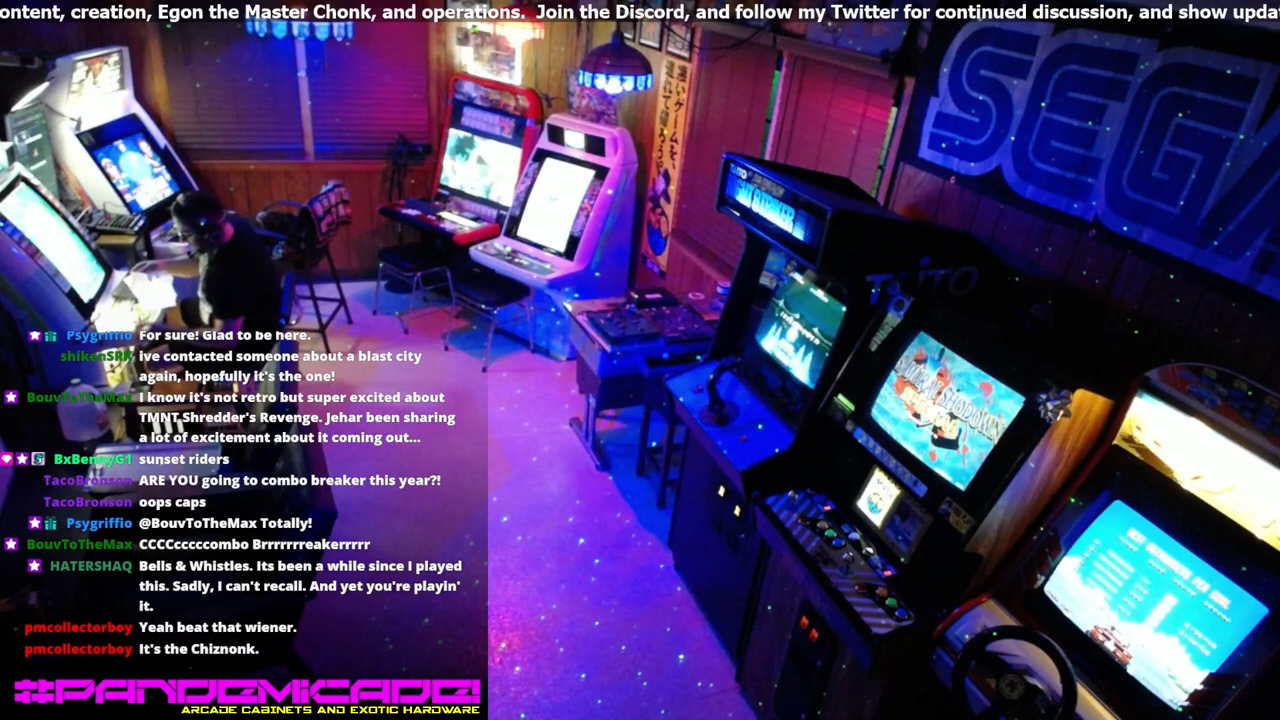 ontent, creation, Egon the Master Chonk, and operations.  Join the Discord, and follow my Twitter for continued discussion, and show upda
SEGA
TAITO
TAITO
SAMURAI SHODOWN
Psygriffio For sure! Glad to be here.
shikenSRK ive contacted someone about a blast city
again, hopefully it's the one!
BouvToTheMax I know it's not retro but super excited about
TMNT Shredder's Revenge. Jehar been sharing
a lot of excitement about it coming out...
BxBennyG1 sunset riders
TacoBronson ARE YOU going to combo breaker this year?!
TacoBronson oops caps
Psygriffio @BouvToTheMax Totally!
BouvToTheMax CCCCcccccombo Brrrrrrreakerrrrr
HATERSHAQ Bells & Whistles. Its been a while since I played
this. Sadly, I can't recall. And yet you're playin'
it.
pmcollectorboy Yeah beat that wiener.
pmcollectorboy It's the Chiznonk.
#PANDEMICADE!
ARCADE CABINETS AND EXOTIC HARDWARE